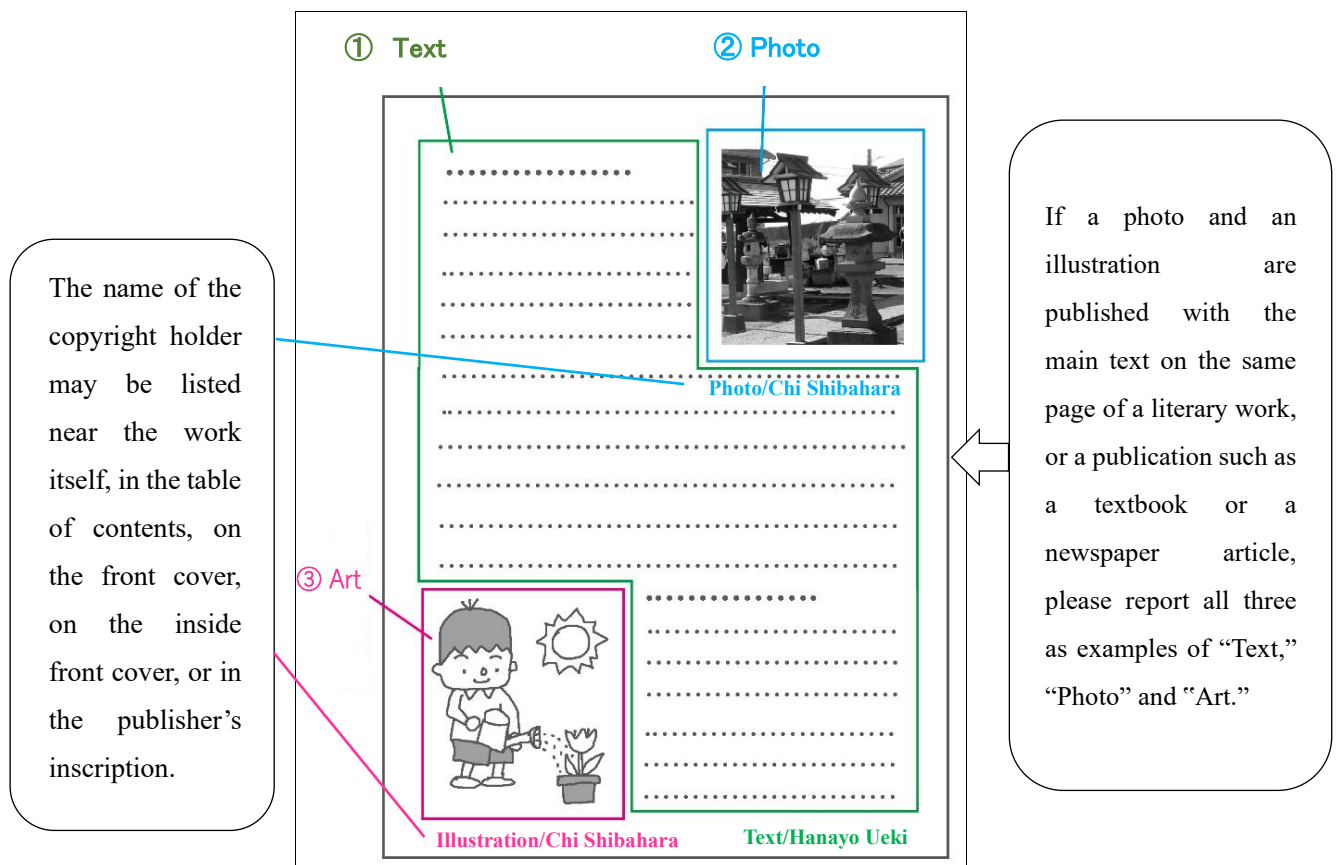 ① Text
② Photo
The name of the
copyright holder
may be listed
near the work
itself, in the table
of contents, on
the front cover,
on the inside
front cover, or in
the publisher’s
inscription.
Photo/Chi Shibahara
③ Art
Illustration/Chi Shibahara
Text/Hanayo Ueki
If a photo and an
illustration are
published with the
main text on the same
page of a literary work,
or a publication such as
a textbook or a
newspaper article,
please report all three
as examples of “Text,”
“Photo” and “Art.”